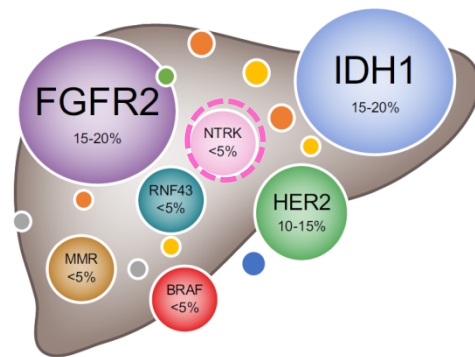 FGFR2
15-20%
IDH1
15-20%
NTRK
<5%
RNF43
<5%
HER2
10-15%
MMR
<5%
BRAF
<5%